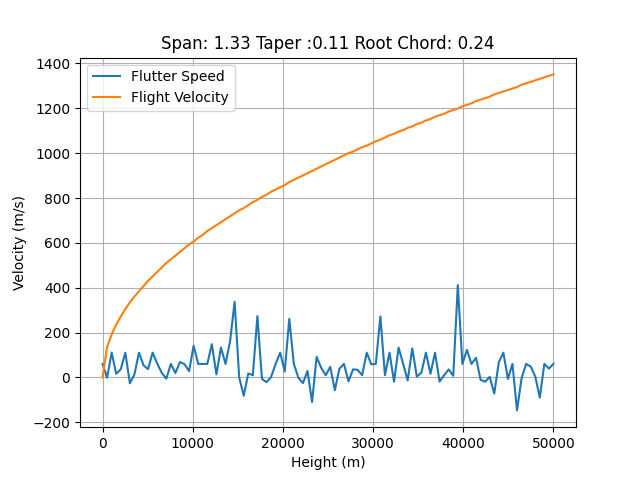 Span: 1.33 Taper :0.11 Root Chord: 0.24
Flutter Speed
Flight Velocity
1400
1200
1000
800
600
400
200
0
−200
Velocity (m/s)
0 10000 20000 30000 40000 50000
Height (m)